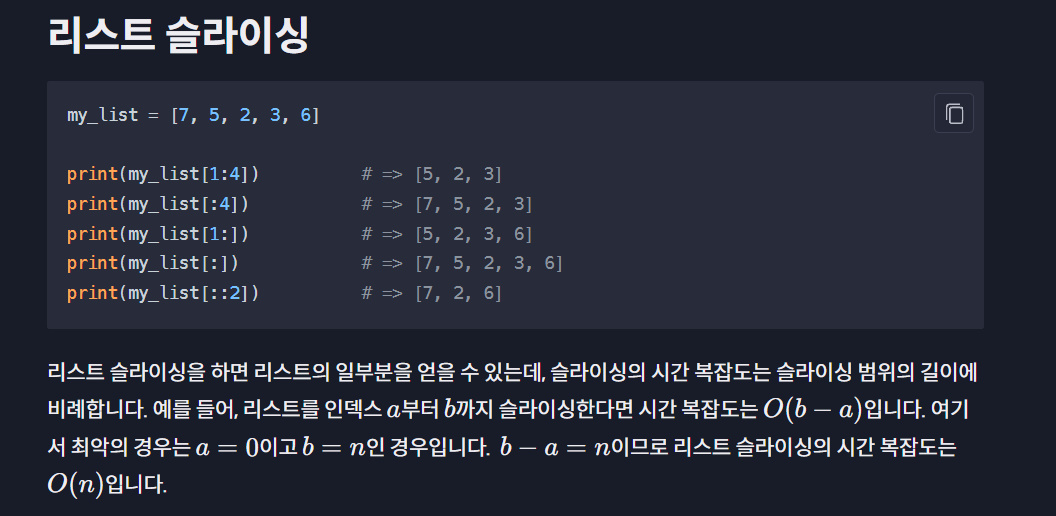 리스트 슬라이싱
my_list = [7, 5, 2, 3, 6]
print(my_list[1:4]) # => [5, 2, 3]
print(my_list[:4]) # => [7, 5, 2, 3]
print(my_list[1:]) # => [5, 2, 3, 6]
print(my_list[:]) # => [7, 5, 2, 3, 6]
print(my_list[::2]) # => [7, 2, 6]
리스트 슬라이싱을 하면 리스트의 일부분을 얻을 수 있는데, 슬라이싱의 시간 복잡도는 슬라이싱 범위의 길이에
비례합니다. 예를 들어, 리스트를 인덱스 a부터 b까지 슬라이싱한다면 시간 복잡도는 O(b − a)입니다. 여기
서 최악의 경우는 a = 0이고 b = n인 경우입니다. b − a = n이므로 리스트 슬라이싱의 시간 복잡도는
O(n)입니다.